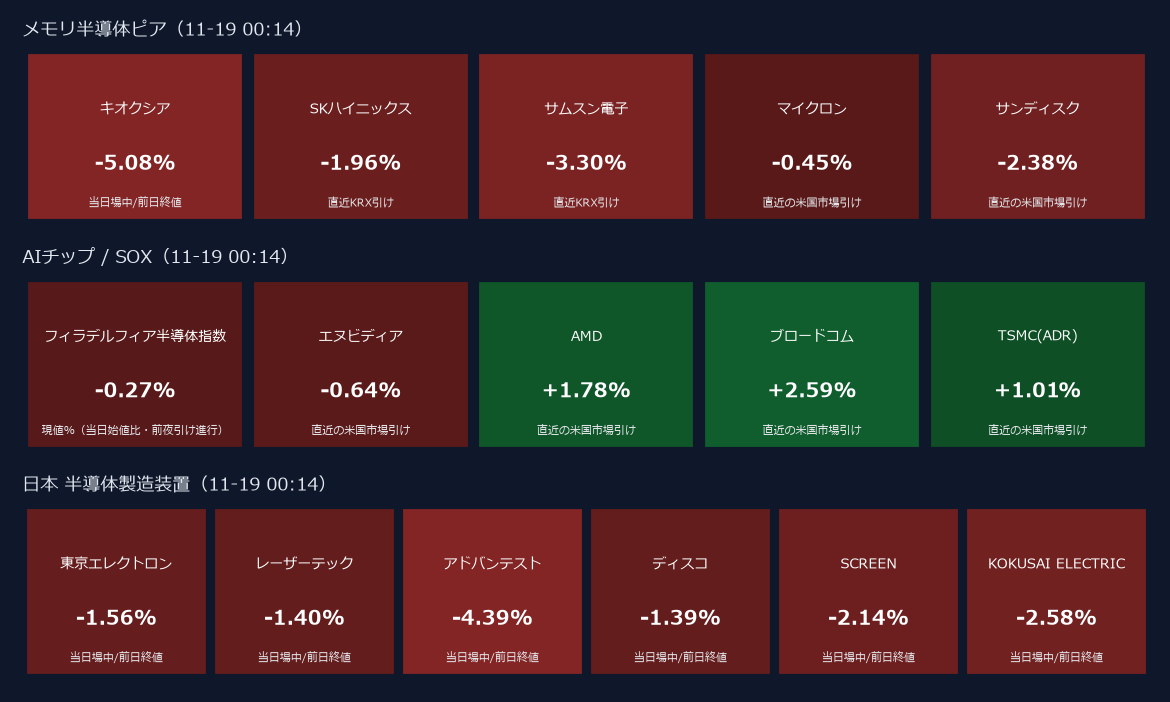 メモリ半導体ピア（11-19 00:14）
キオクシア
-5.08%
当日場中/前日終値
SKハイニックス
-1.96%
直近KRX引け
サムスン電子
-3.30%
直近KRX引け
マイクロン
-0.45%
直近の米国市場引け
サンディスク
-2.38%
直近の米国市場引け
AIチップ / SOX（11-19 00:14）
フィラデルフィア半導体指数
-0.27%
現値%（当日始値比・前夜引け進行）
エヌビディア
-0.64%
直近の米国市場引け
AMD
+1.78%
直近の米国市場引け
ブロードコム
+2.59%
直近の米国市場引け
TSMC(ADR)
+1.01%
直近の米国市場引け
日本 半導体製造装置（11-19 00:14）
東京エレクトロン
-1.56%
当日場中/前日終値
レーザーテック
-1.40%
当日場中/前日終値
アドバンテスト
-4.39%
当日場中/前日終値
ディスコ
-1.39%
当日場中/前日終値
SCREEN
-2.14%
当日場中/前日終値
KOKUSAI ELECTRIC
-2.58%
当日場中/前日終値